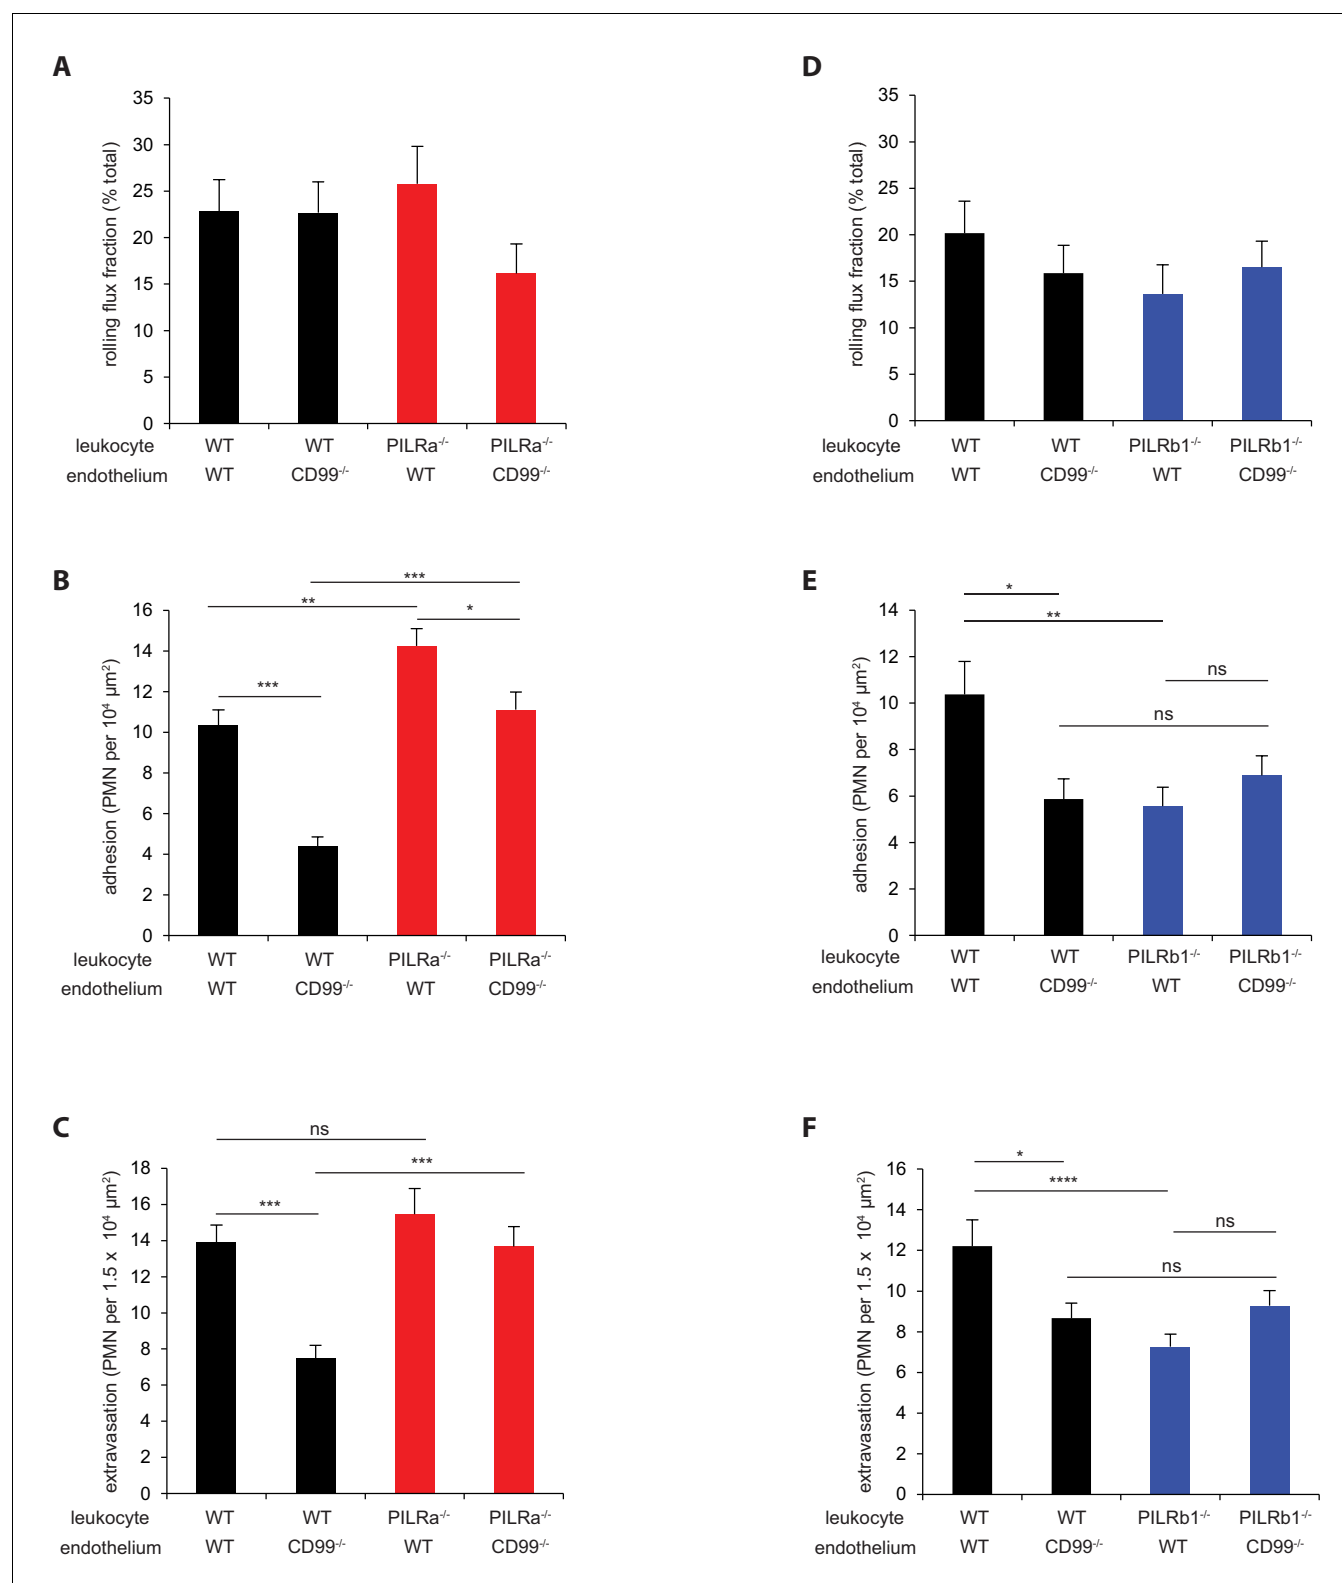 A
rolling flux fraction (% total)
35
30
25
20
15
10
5
0
leukocyte WT WT PILRa-/- PILRa-/-
endothelium WT CD99-/- WT CD99-/-
D
rolling flux fraction (% total)
35
30
25
20
15
10
5
0
leukocyte WT WT PILRb1-/- PILRb1-/-
endothelium WT CD99-/- WT CD99-/-
B
adhesion (PMN per 10⁴ µm²)
***
**
*
***
16
14
12
10
8
6
4
2
0
leukocyte WT WT PILRa-/- PILRa-/-
endothelium WT CD99-/- WT CD99-/-
E
adhesion (PMN per 10⁴ µm²)
*
**
ns
ns
14
12
10
8
6
4
2
0
leukocyte WT WT PILRb1-/- PILRb1-/-
endothelium WT CD99-/- WT CD99-/-
C
extravasation (PMN per 1.5 x 10⁴ µm²)
ns
***
***
18
16
14
12
10
8
6
4
2
0
leukocyte WT WT PILRa-/- PILRa-/-
endothelium WT CD99-/- WT CD99-/-
F
extravasation (PMN per 1.5 x 10⁴ µm²)
*
****
ns
ns
16
14
12
10
8
6
4
2
0
leukocyte WT WT PILRb1-/- PILRb1-/-
endothelium WT CD99-/- WT CD99-/-